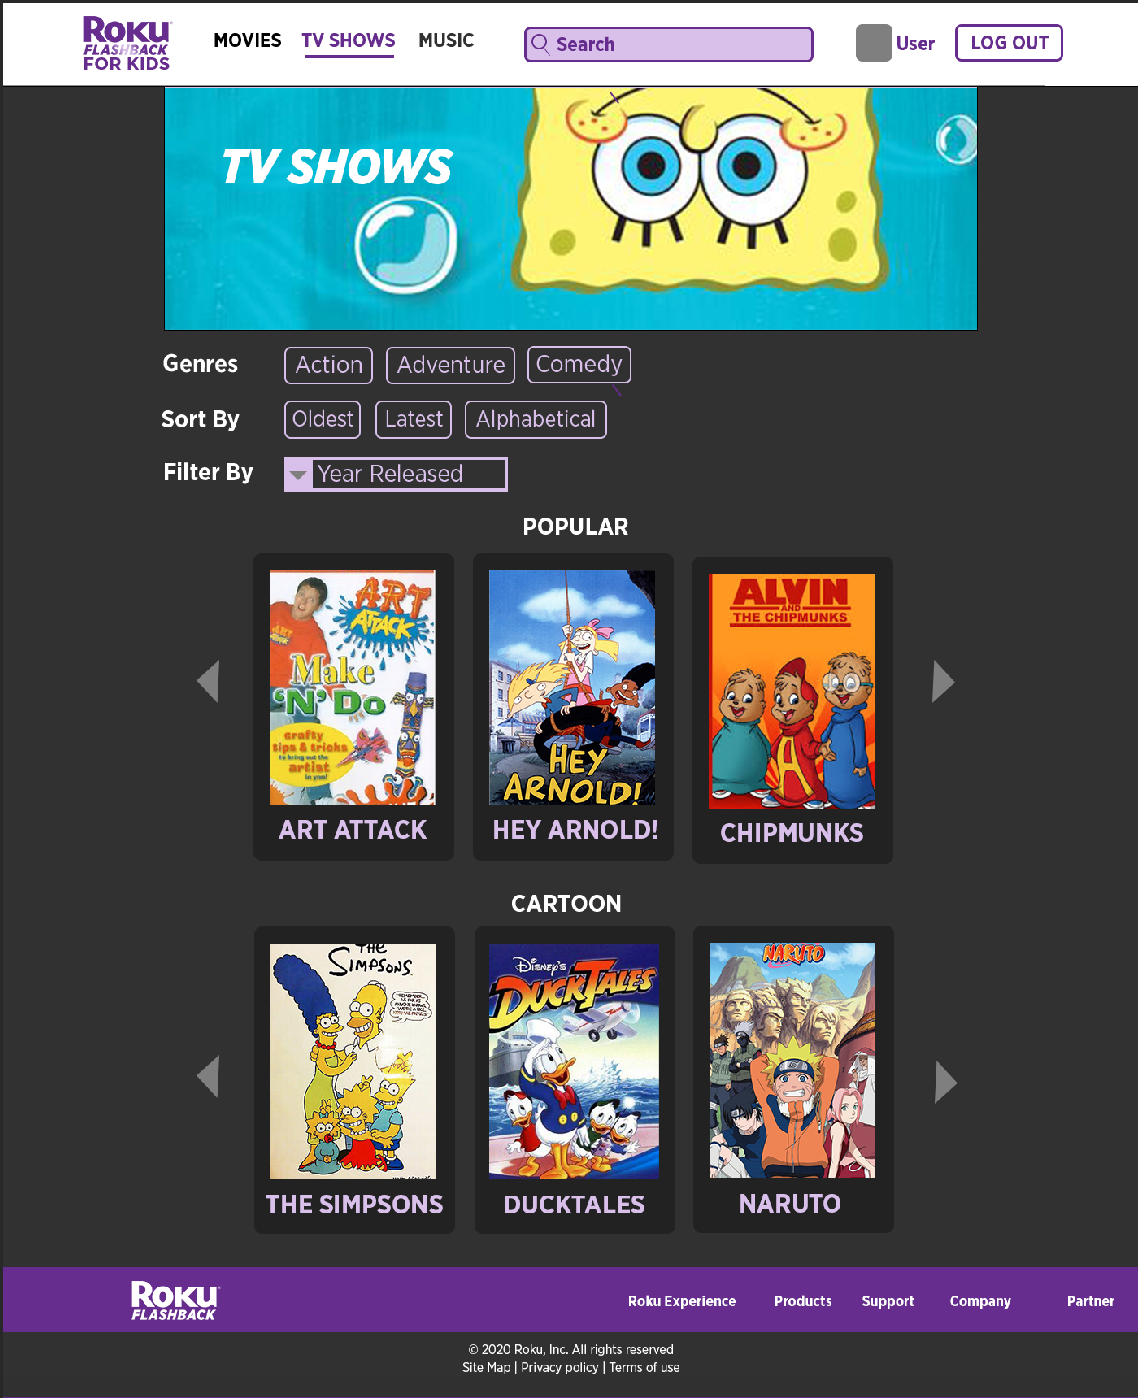 Roku
FLASHBACK
FOR KIDS
MOVIES TV SHOWS MUSIC
Search
User
LOG OUT
TV SHOWS
Genres Action Adventure Comedy
Sort By Oldest Latest Alphabetical
Filter By Year Released
POPULAR
ART
ATTACK
Make
'N' Do
crafty
tips & tricks
to bring out the
artist
in you!
ART ATTACK
HEY
ARNOLD!
HEY ARNOLD!
ALVIN
AND
THE CHIPMUNKS
A
CHIPMUNKS
CARTOON
THE
SIMPSONS
THE SIMPSONS
DISNEY'S
DUCKTALES
DUCKTALES
NARUTO
NARUTO
Roku
FLASHBACK
Roku Experience Products Support Company Partner
© 2020 Roku, Inc. All rights reserved
Site Map | Privacy policy | Terms of use